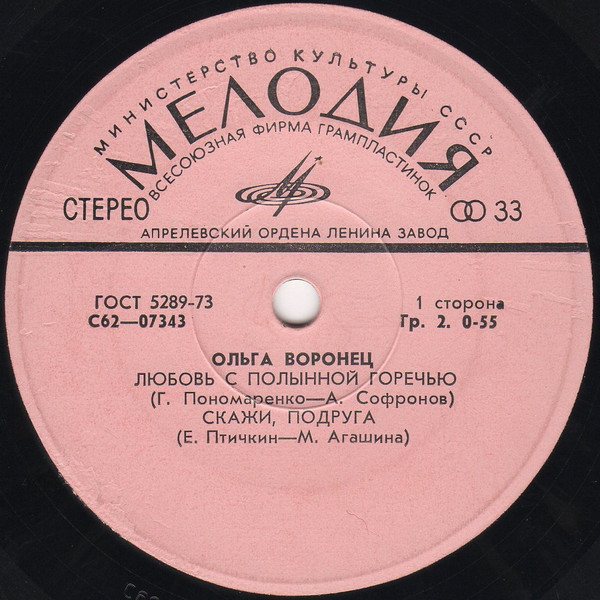 МИНИСТЕРСТВО КУЛЬТУРЫ СССР
МЕЛОДИЯ
ВСЕСОЮЗНАЯ ФИРМА ГРАМПЛАСТИНОК
СТЕРЕО
33
АПРЕЛЕВСКИЙ ОРДЕНА ЛЕНИНА ЗАВОД
ГОСТ 5289-73
1 сторона
С62—07343
Гр. 2. 0-55
ОЛЬГА ВОРОНЕЦ
ЛЮБОВЬ С ПОЛЫННОЙ ГОРЕЧЬЮ
(Г. Пономаренко—А. Софронов)
СКАЖИ, ПОДРУГА
(Е. Птичкин—М. Агашина)